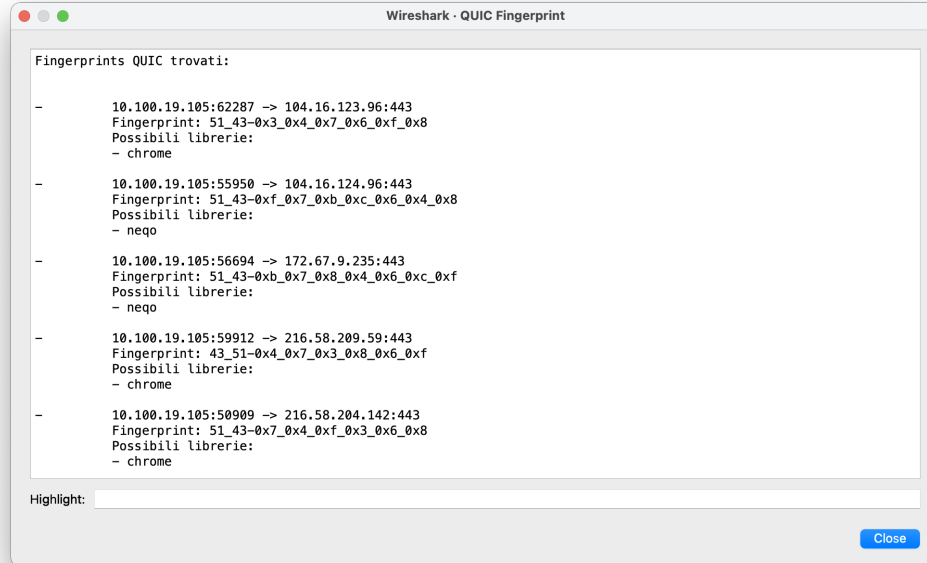 Wireshark · QUIC Fingerprint
Fingerprints QUIC trovati:
– 10.100.19.105:62287 -> 104.16.123.96:443
Fingerprint: 51_43-0x3_0x4_0x7_0x6_0xf_0x8
Possibili librerie:
– chrome
– 10.100.19.105:55950 -> 104.16.124.96:443
Fingerprint: 51_43-0xf_0x7_0xb_0xc_0x6_0x4_0x8
Possibili librerie:
– neqo
– 10.100.19.105:56694 -> 172.67.9.235:443
Fingerprint: 51_43-0xb_0x7_0x8_0x4_0x6_0xc_0xf
Possibili librerie:
– neqo
– 10.100.19.105:59912 -> 216.58.209.59:443
Fingerprint: 43_51-0x4_0x7_0x3_0x8_0x6_0xf
Possibili librerie:
– chrome
– 10.100.19.105:50909 -> 216.58.204.142:443
Fingerprint: 51_43-0x7_0x4_0xf_0x3_0x6_0x8
Possibili librerie:
– chrome
Highlight:
Close